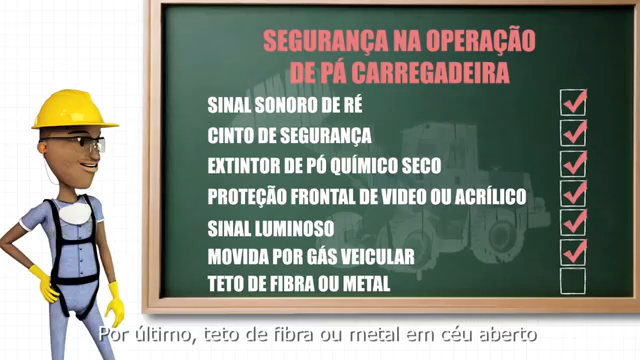 SEGURANÇA NA OPERAÇÃO
DE PÁ CARREGADEIRA
SINAL SONORO DE RÉ
CINTO DE SEGURANÇA
EXTINTOR DE PÓ QUÍMICO SECO
PROTEÇÃO FRONTAL DE VIDEO OU ACRÍLICO
SINAL LUMINOSO
MOVIDA POR GÁS VEICULAR
TETO DE FIBRA OU METAL
Por último, teto de fibra ou metal em céu aberto